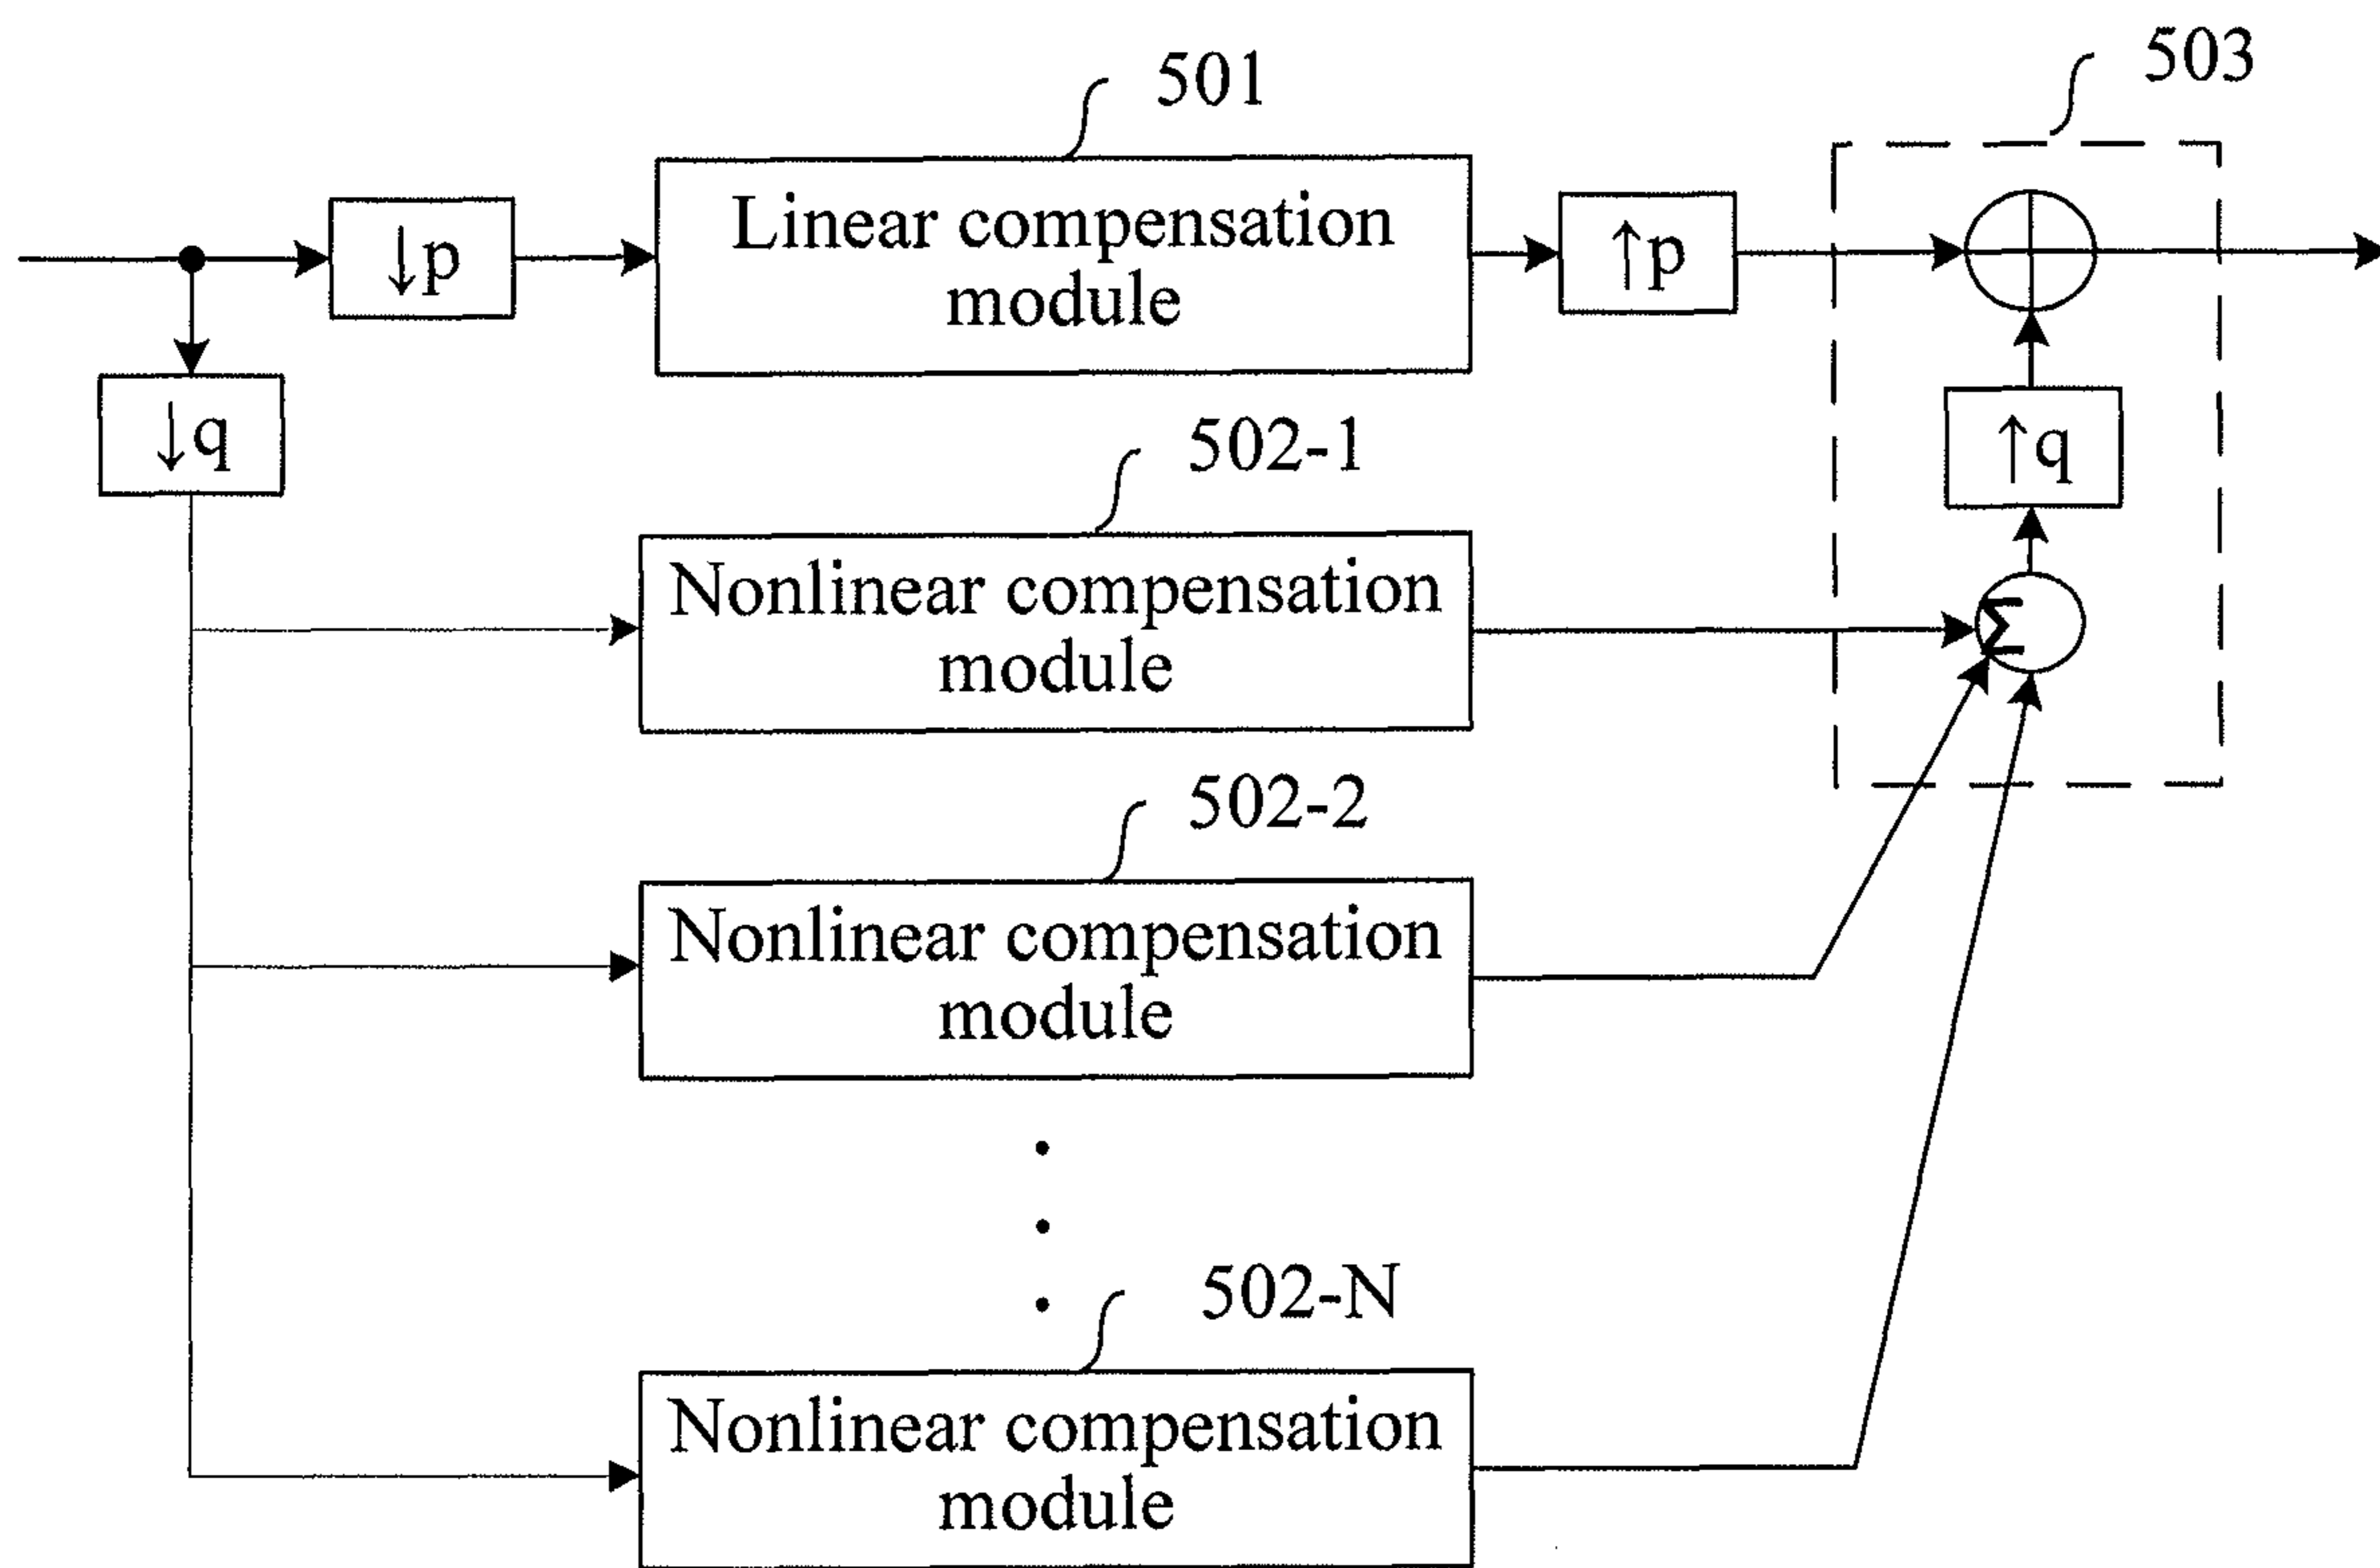 503
501
↓p
Linear compensation
module
↑p
↓q
502-1
↑q
Nonlinear compensation
module
Σ
502-2
Nonlinear compensation
module
502-N
Nonlinear compensation
module